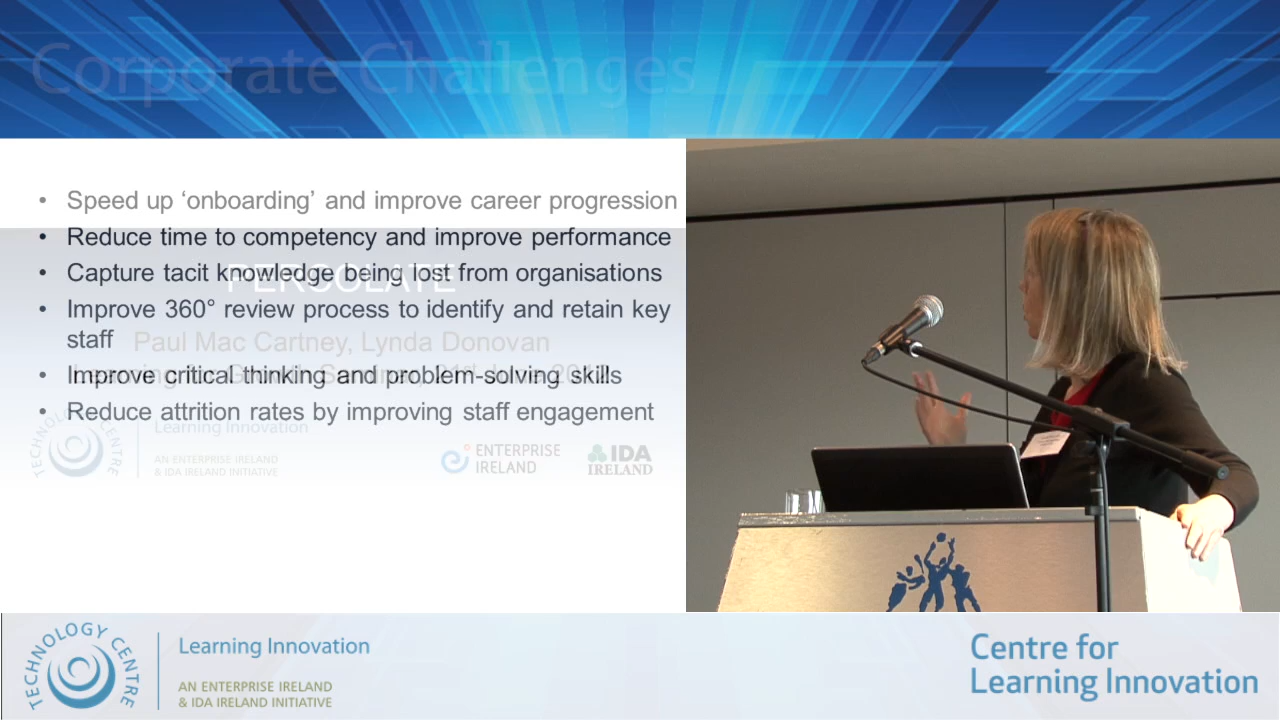 Corporate Challenges
• Speed up ‘onboarding’ and improve career progression
• Reduce time to competency and improve performance
• Capture tacit knowledge being lost from organisations
PERCOLATE
• Improve 360° review process to identify and retain key
staff
Paul Mac Cartney, Lynda Donovan
• Improve critical thinking and problem-solving skills
• Reduce attrition rates by improving staff engagement
TECHNOLOGY CENTRE
Learning Innovation
AN ENTERPRISE IRELAND
& IDA IRELAND INITIATIVE
ENTERPRISE
IRELAND
IDA
IRELAND
TECHNOLOGY CENTRE
Learning Innovation
AN ENTERPRISE IRELAND
& IDA IRELAND INITIATIVE
Centre for
Learning Innovation